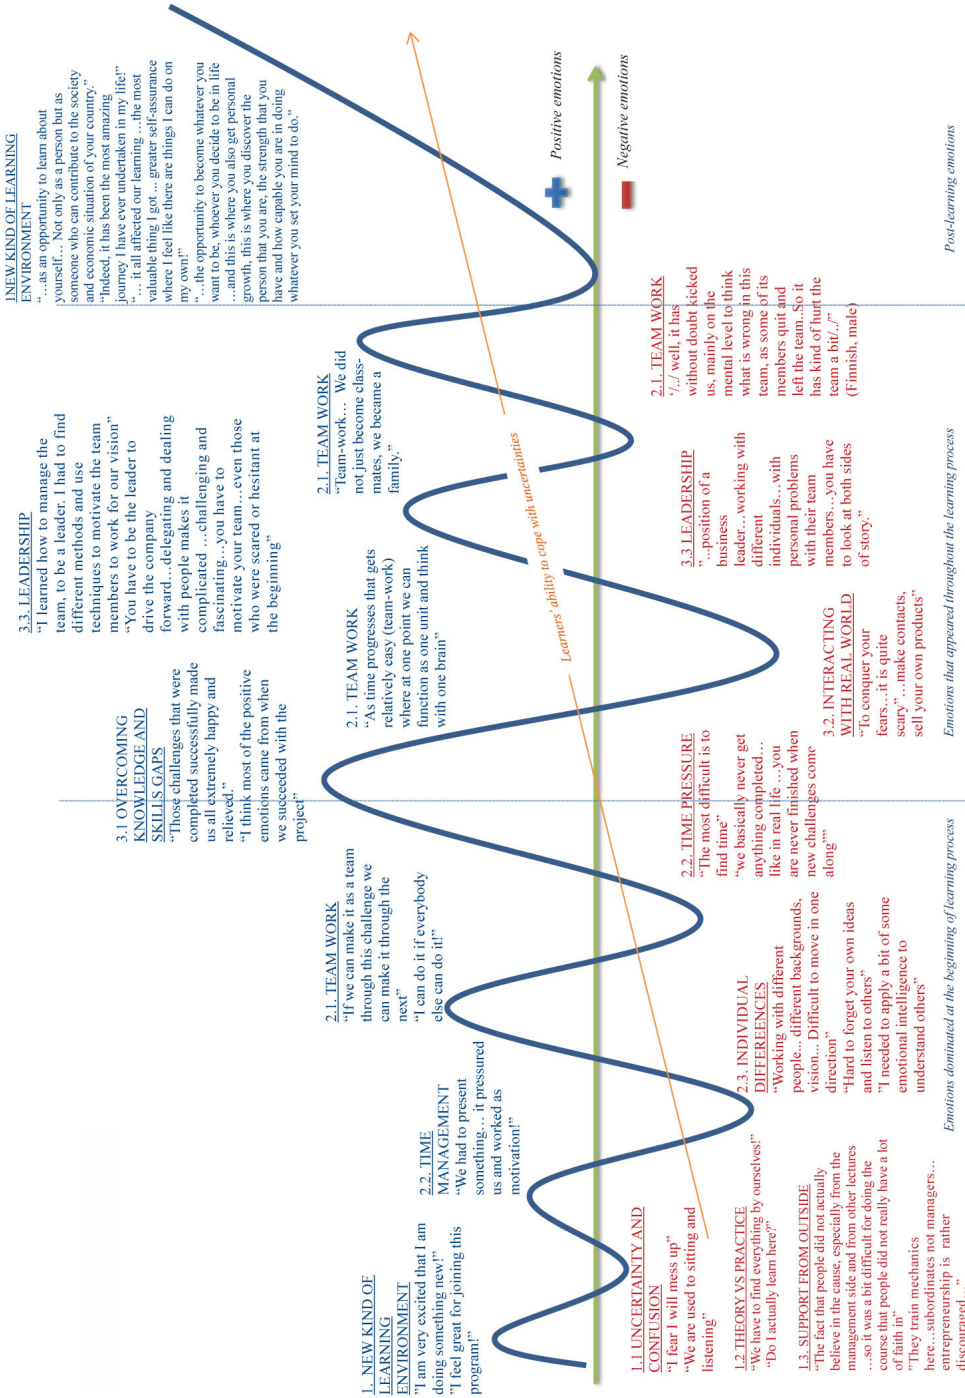 1. NEW KIND OF
LEARNING
ENVIRONMENT
"I am very excited that I am
doing something new!"
"I feel great for joining this
program!"
2.2. TIME
MANAGEMENT
"We had to present
something… it pressured
us and worked as
motivation!"
2.1. TEAM WORK
"If we can make it as a team
through this challenge we
can make it through the
next"
"I can do it if everybody
else can do it!"
3.1 OVERCOMING
KNOWLEDGE AND
SKILLS GAPS
"Those challenges that were
completed successfully made
us all extremely happy and
relieved."
"I think most of the positive
emotions came from when
we succeeded with the
project"
2.1. TEAM WORK
"As time progresses that gets
relatively easy (team-work)
where at one point we can
function as one unit and think
with one brain"
3.3. LEADERSHIP
"I learned how to manage the
team, to be a leader. I had to find
different methods and use
techniques to motivate the team
members to work for our vision"
"You have to be the leader to
drive the company
forward…delegating and dealing
with people makes it
complicated …challenging and
fascinating…you have to
motivate your team…even those
who were scared or hesitant at
the beginning"
2.1. TEAM WORK
"Team-work… We did
not just become class-
mates, we became a
family."
1NEW KIND OF LEARNING
ENVIRONMENT
"…as an opportunity to learn about
yourself… Not only as a person but as
someone who can contribute to the society
and economic situation of your country."
"Indeed, it has been the most amazing
journey I have ever undertaken in my life!"
"… it all affected our learning …the most
valuable thing I got… greater self-assurance
where I feel like there are things I can do on
my own!"
"…the opportunity to become whatever you
want to be, whoever you decide to be in life
…and this is where you also get personal
growth, this is where you discover the
person that you are, the strength that you
have and how capable you are in doing
whatever you set your mind to do."
Learners' ability to cope with uncertainties
Positive emotions
Negative emotions
1.1 UNCERTAINTY AND
CONFUSION
"I fear I will mess up"
"We are used to sitting and
listening"
1.2 THEORY VS PRACTICE
"We have to find everything by ourselves!"
"Do I actually learn here?"
1.3. SUPPORT FROM OUTSIDE
"The fact that people did not actually
believe in the cause, especially from the
management side and from other lectures
…so it was a bit difficult for doing the
course that people did not really have a lot
of faith in"
"They train mechanics
here…subordinates not managers…
entrepreneurship is rather
discouraged…"
2.3. INDIVIDUAL
DIFFEREENCES
"Working with different
people... different backgrounds,
vision... Difficult to move in one
direction"
"Hard to forget your own ideas
and listen to others"
"I needed to apply a bit of some
emotional intelligence to
understand others"
2.2. TIME PRESSURE
"The most difficult is to
find time"
"we basically never get
anything completed…
like in real life …you
are never finished when
new challenges come
along""
3.2. INTERACTING
WITH REAL WORLD
"To conquer your
fears…it is quite
scary" …make contacts,
sell your own products"
3.3 LEADERSHIP
"...position of a
business
leader…working with
different
individuals…with
personal problems
with their team
members…you have
to look at both sides
of story."
2.1. TEAM WORK
'/../ well, it has
without doubt kicked
us, mainly on the
mental level to think
what is wrong in this
team, as some of its
members quit and
left the team..So it
has kind of hurt the
team a bit/../"
(Finnish, male)
Emotions dominated at the beginning of learning process
Emotions that appeared throughout the learning process
Post-learning emotions